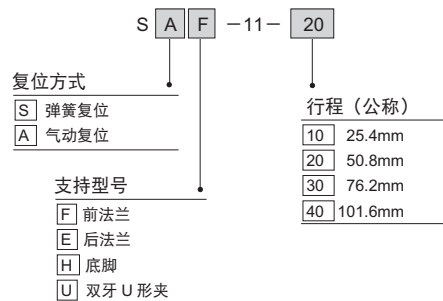 S A F －11－ 20
复位方式
S 弹簧复位
A 气动复位
支持型号
F 前法兰
E 后法兰
H 底脚
U 双牙 U 形夹
行程（公称）
10 25.4mm
20 50.8mm
30 76.2mm
40 101.6mm